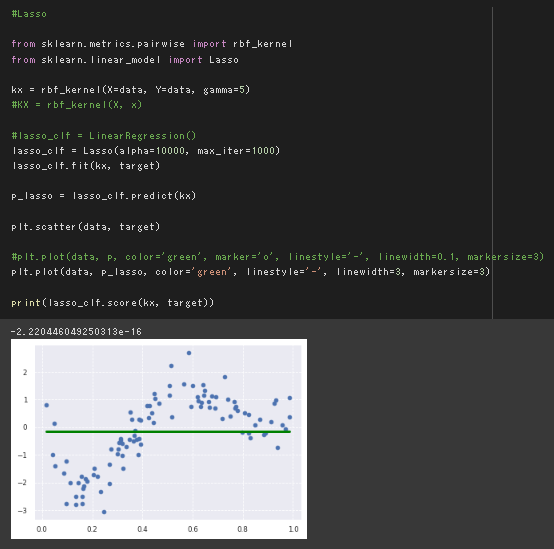 #Lasso
from sklearn.metrics.pairwise import rbf_kernel
from sklearn.linear_model import Lasso
kx = rbf_kernel(X=data, Y=data, gamma=5)
#KX = rbf_kernel(X, x)
#lasso_clf = LinearRegression()
lasso_clf = Lasso(alpha=10000, max_iter=1000)
lasso_clf.fit(kx, target)
p_lasso = lasso_clf.predict(kx)
plt.scatter(data, target)
#plt.plot(data, p, color='green', marker='o', linestyle='-', linewidth=0.1, markersize=3)
plt.plot(data, p_lasso, color='green', linestyle='-', linewidth=3, markersize=3)
print(lasso_clf.score(kx, target))
-2.220446049250313e-16
2
1
0
-1
-2
-3
0.0 0.2 0.4 0.6 0.8 1.0